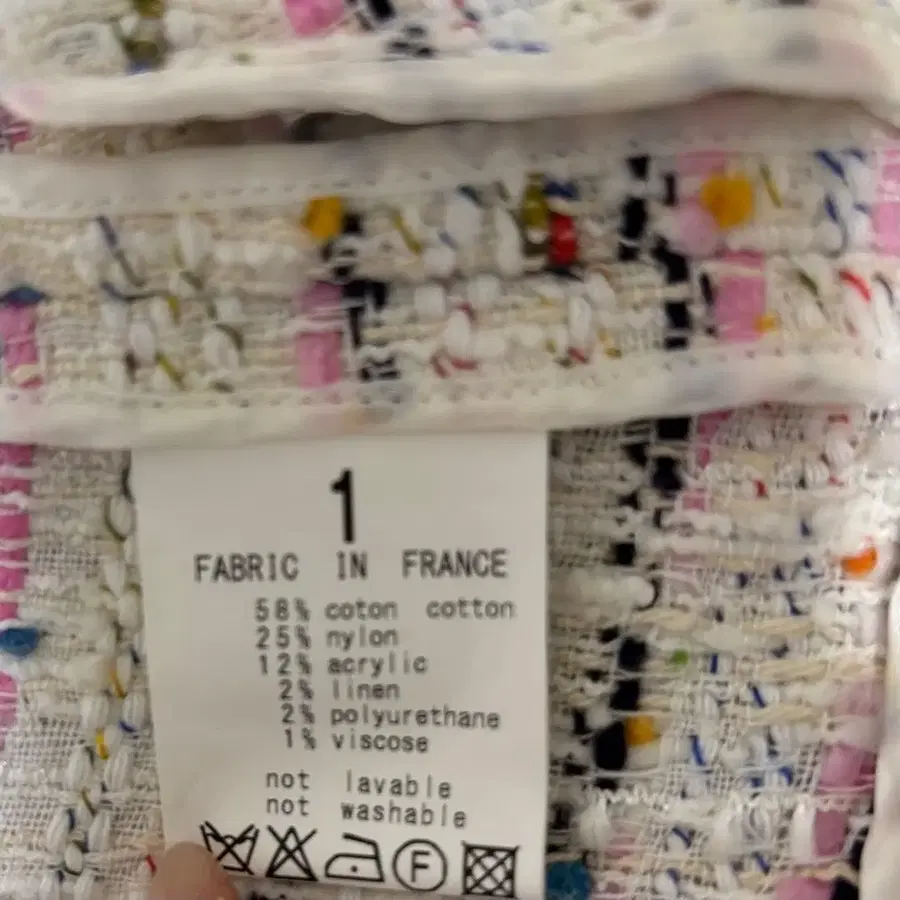 1
FABRIC IN FRANCE
58% coton cotton
25% nylon
12% acrylic
2% linen
2% polyurethane
1% viscose
not lavable
not washable
F